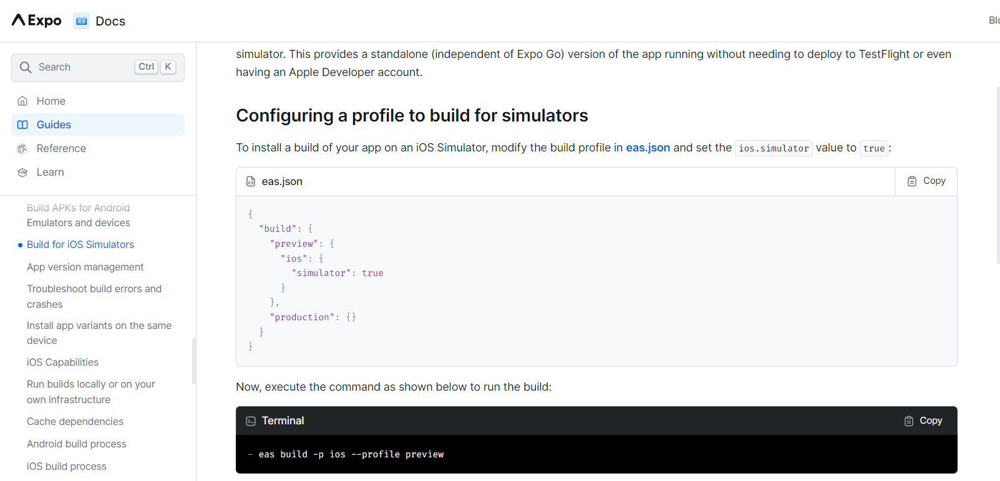 Expo Docs
Blo
Search Ctrl K
Home
Guides
Reference
Learn
Build APKs for Android
Emulators and devices
Build for iOS Simulators
App version management
Troubleshoot build errors and
crashes
Install app variants on the same
device
iOS Capabilities
Run builds locally or on your
own infrastructure
Cache dependencies
Android build process
iOS build process
simulator. This provides a standalone (independent of Expo Go) version of the app running without needing to deploy to TestFlight or even
having an Apple Developer account.
Configuring a profile to build for simulators
To install a build of your app on an iOS Simulator, modify the build profile in eas.json and set the ios.simulator value to true:
eas.json Copy
{
"build": {
"preview": {
"ios": {
"simulator": true
}
},
"production": {}
}
}
Now, execute the command as shown below to run the build:
Terminal Copy
- eas build -p ios --profile preview